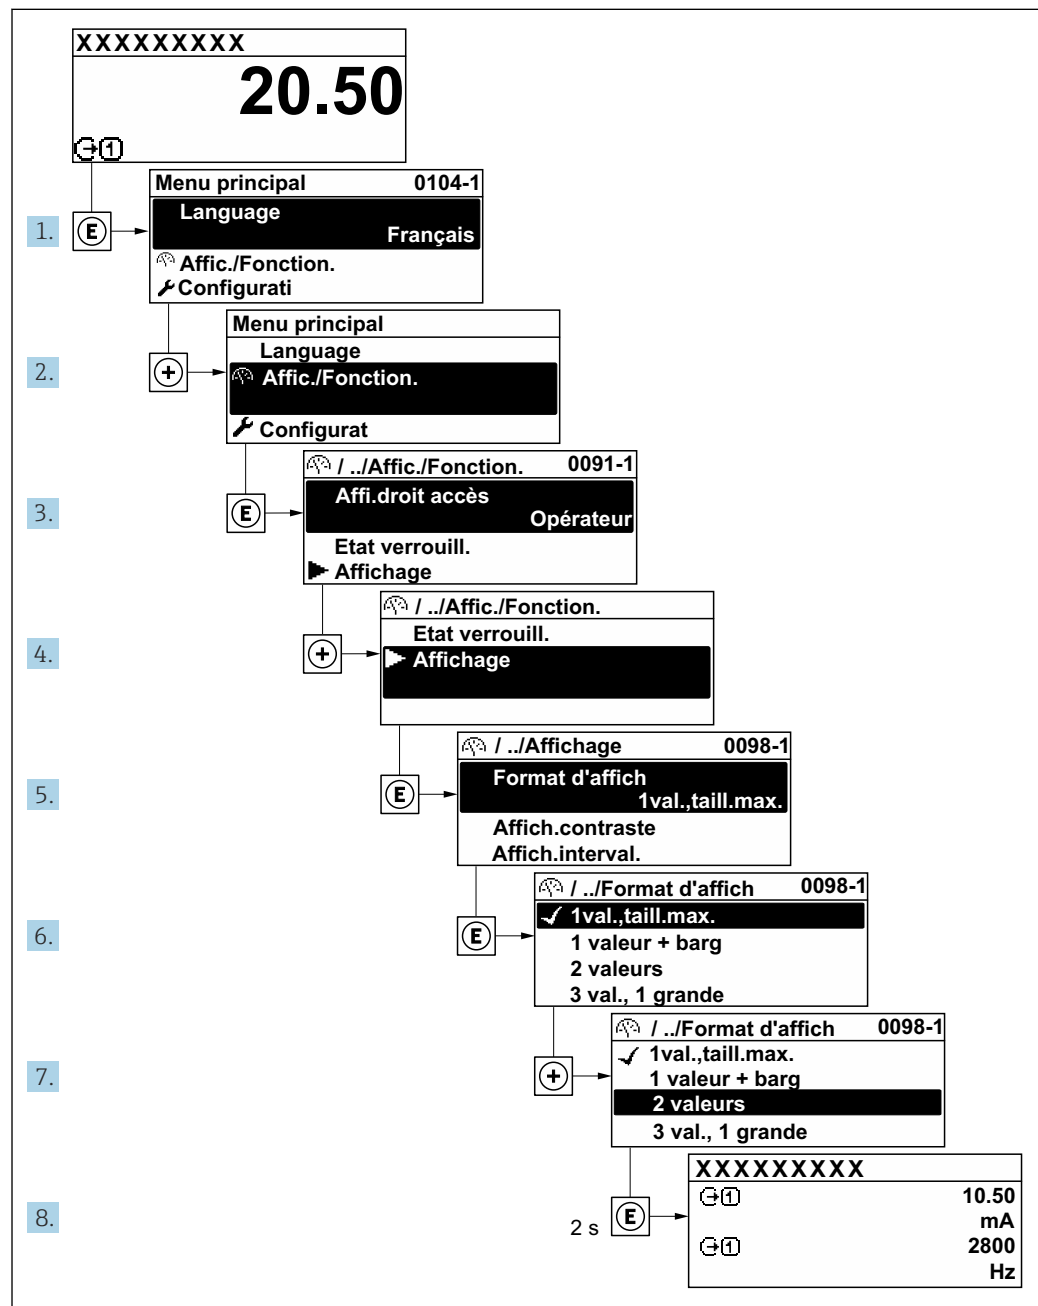 XXXXXXXXX
20.50
1
Menu principal 0104-1
Language
Français
Affic./Fonction.
Configurati
1. E
Menu principal
Language
Affic./Fonction.
Configurat
2. +
/ ../Affic./Fonction. 0091-1
Affi.droit accès
Opérateur
Etat verrouill.
Affichage
3. E
/ ../Affic./Fonction.
Etat verrouill.
Affichage
4. +
/ ../Affichage 0098-1
Format d'affich
1val.,taill.max.
Affich.contraste
Affich.interval.
5. E
/ ../Format d'affich 0098-1
1val.,taill.max.
1 valeur + barg
2 valeurs
3 val., 1 grande
6. E
/ ../Format d'affich 0098-1
1val.,taill.max.
1 valeur + barg
2 valeurs
3 val., 1 grande
7. +
XXXXXXXXX
1 10.50
mA
1 2800
Hz
8. 2 s E